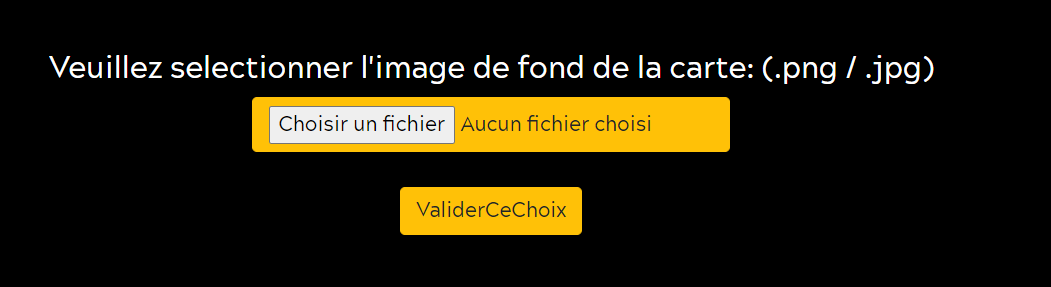 Veuillez selectionner l'image de fond de la carte: (.png / .jpg)
Choisir un fichier Aucun fichier choisi
ValiderCeChoix